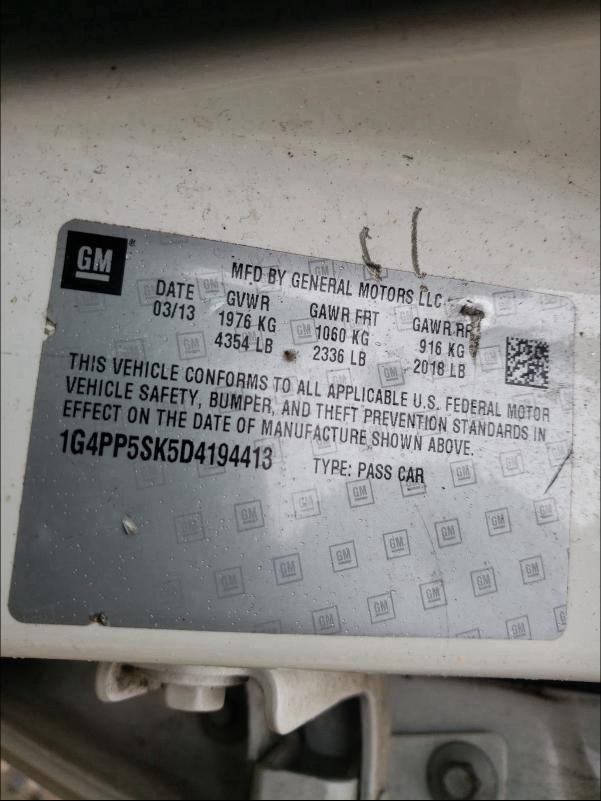 GM
MFD BY GENERAL MOTORS LLC
DATE GVWR GAWR FRT GAWR RR
03/13 1976 KG 1060 KG 916 KG
4354 LB 2336 LB 2018 LB
THIS VEHICLE CONFORMS TO ALL APPLICABLE U.S. FEDERAL MOTOR
VEHICLE SAFETY, BUMPER, AND THEFT PREVENTION STANDARDS IN
EFFECT ON THE DATE OF MANUFACTURE SHOWN ABOVE.
1G4PP5SK5D4194413 TYPE: PASS CAR